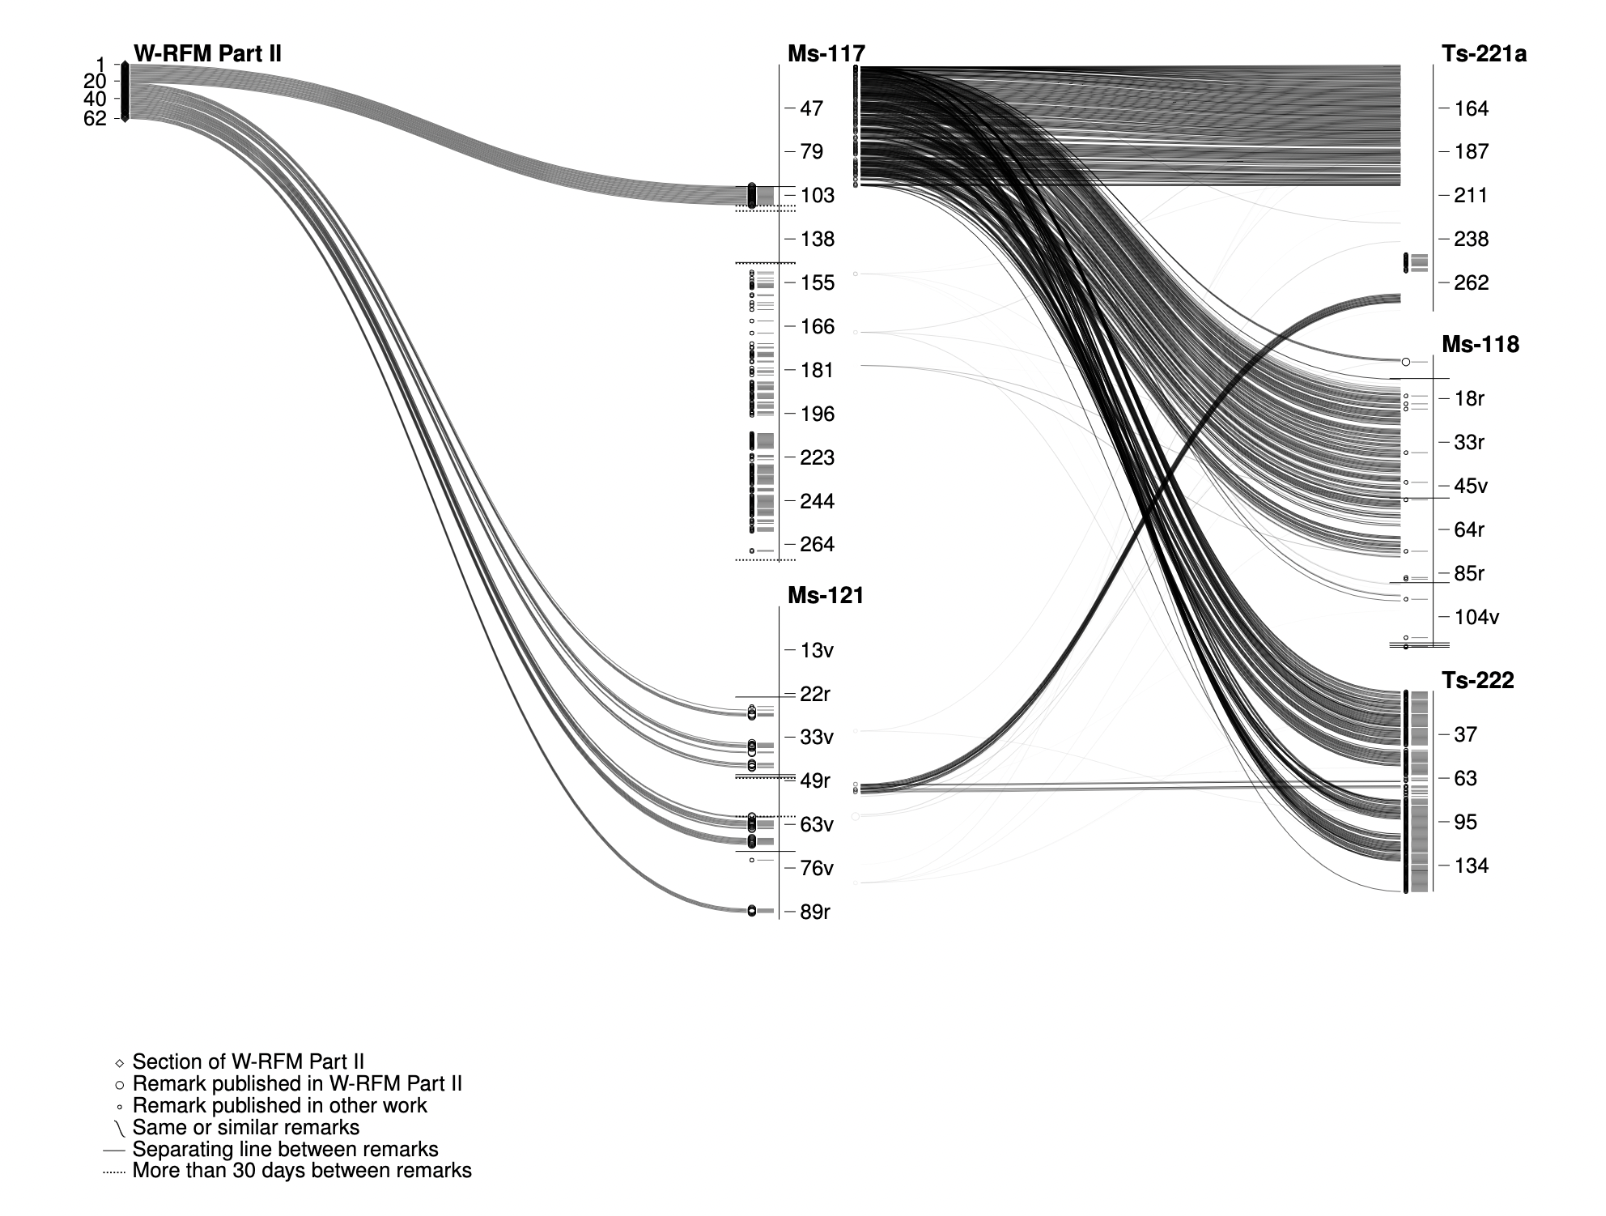 W-RFM Part II
1
20
40
62
Ms-117
47
79
103
138
155
166
181
196
223
244
264
Ms-121
13v
22r
33v
49r
63v
76v
89r
Ts-221a
164
187
211
238
262
Ms-118
18r
33r
45v
64r
85r
104v
Ts-222
37
63
95
134
Section of W-RFM Part II
Remark published in W-RFM Part II
Remark published in other work
Same or similar remarks
Separating line between remarks
More than 30 days between remarks